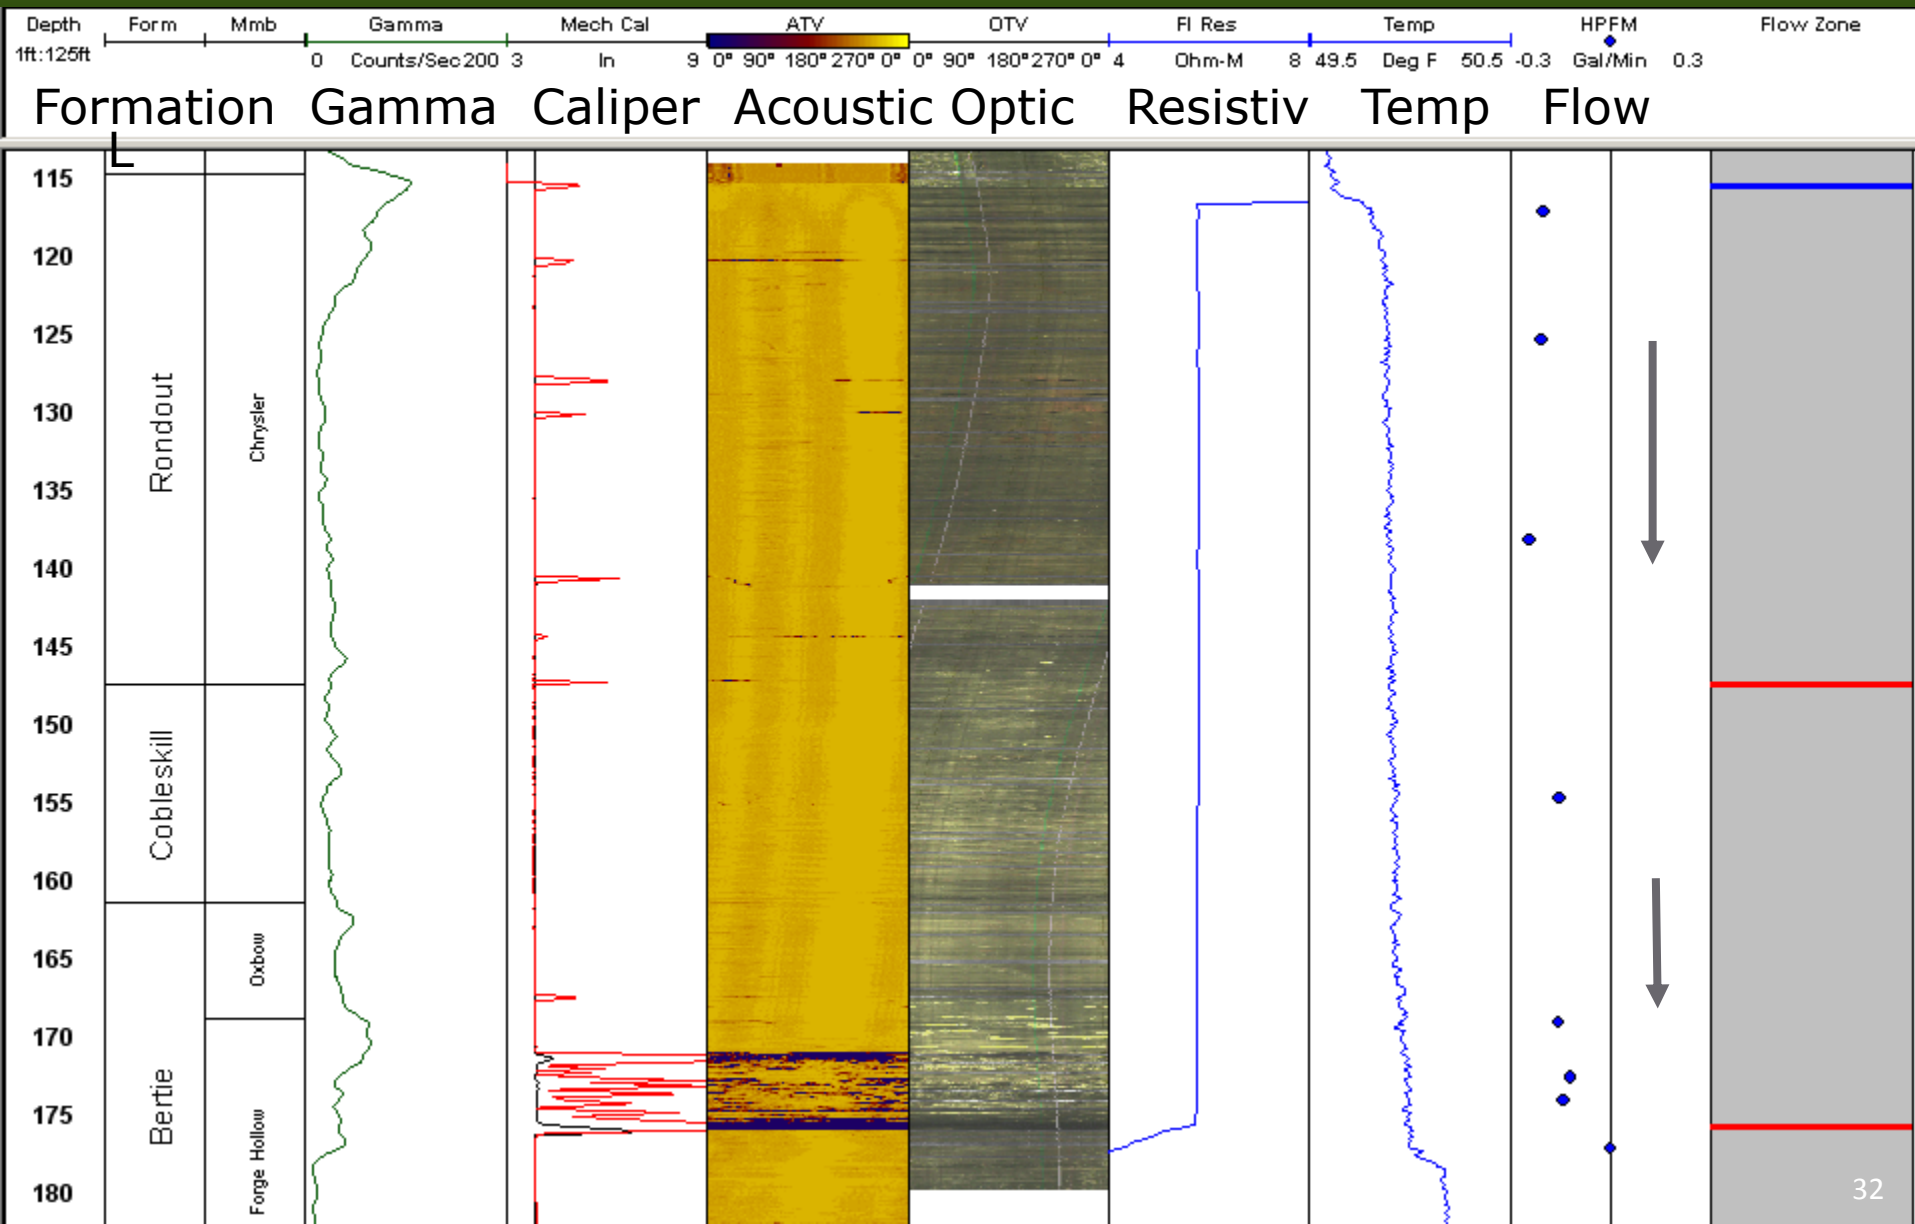 Depth Form Mmb Gamma Mech Cal ATV OTV Fl Res Temp HPFM Flow Zone
1ft:125ft 0 Counts/Sec 200 3 In 9 0° 90° 180° 270° 0° 0° 90° 180° 270° 0° 4 Ohm-M 8 49.5 Deg F 50.5 -0.3 Gal/Min 0.3
Formation Gamma Caliper Acoustic Optic Resistiv Temp Flow
L
115
120
125
130
Rondout
Chrysler
135
140
145
150
Cobleskill
155
160
165
Oxbow
170
Bertie
175
Forge Hollow
180
32